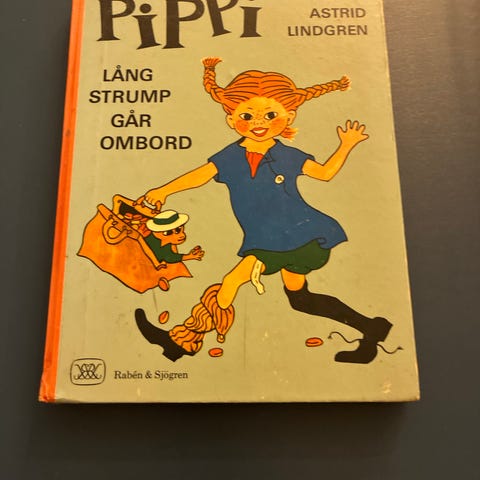 PiPPi
ASTRID
LINDGREN
LÅNG
STRUMP
GÅR
OMBORD
Rabén & Sjögren